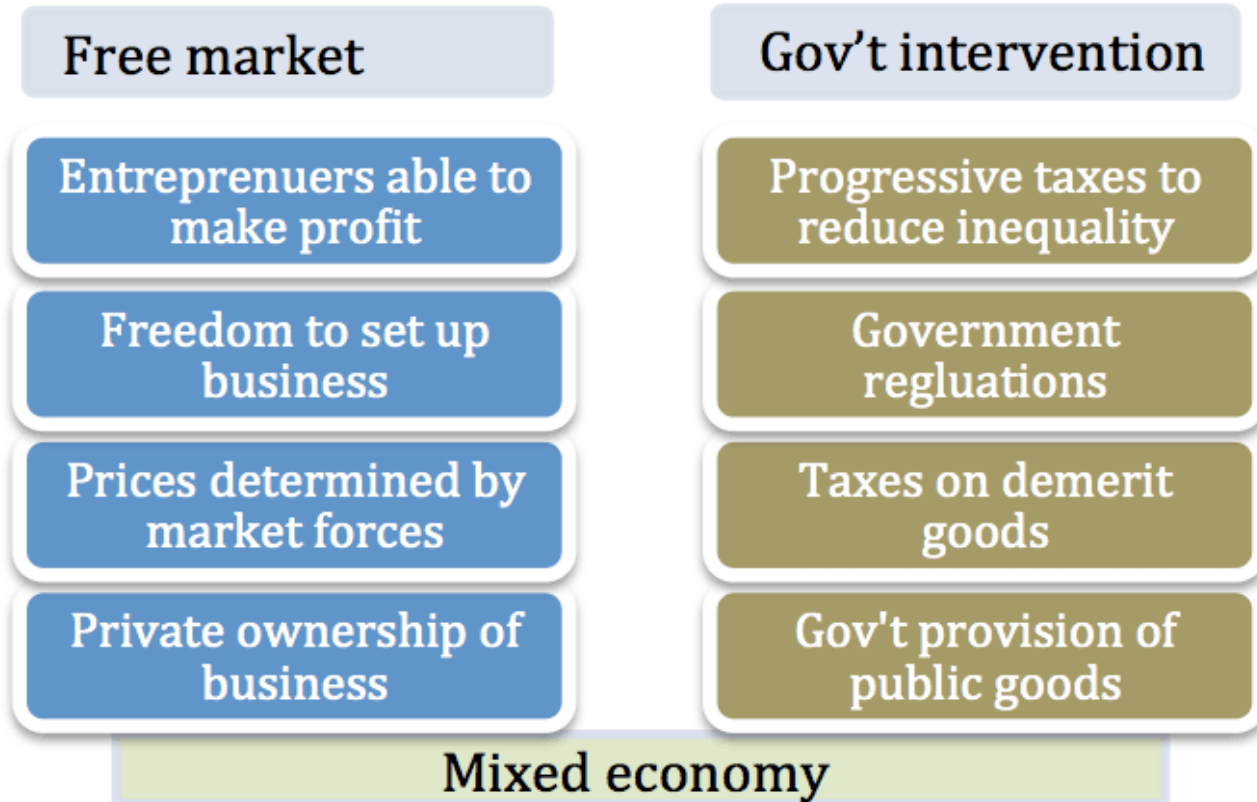 Free market
Gov’t intervention
Entreprenuers able to
make profit
Progressive taxes to
reduce inequality
Freedom to set up
business
Government
regluations
Prices determined by
market forces
Taxes on demerit
goods
Private ownership of
business
Gov't provision of
public goods
Mixed economy